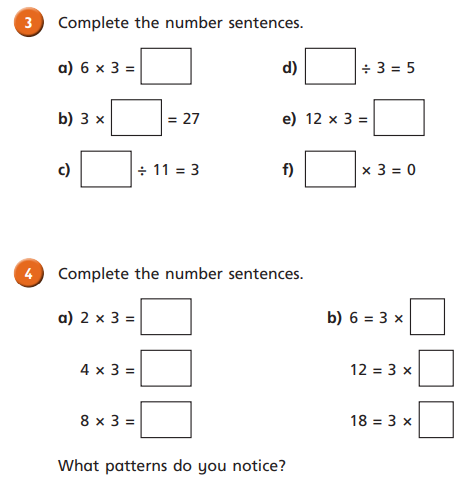 3 Complete the number sentences.
a) 6 × 3 =
d) ÷ 3 = 5
b) 3 × = 27
e) 12 × 3 =
c) ÷ 11 = 3
f) × 3 = 0
4 Complete the number sentences.
a) 2 × 3 =
b) 6 = 3 ×
4 × 3 =
12 = 3 ×
8 × 3 =
18 = 3 ×
What patterns do you notice?